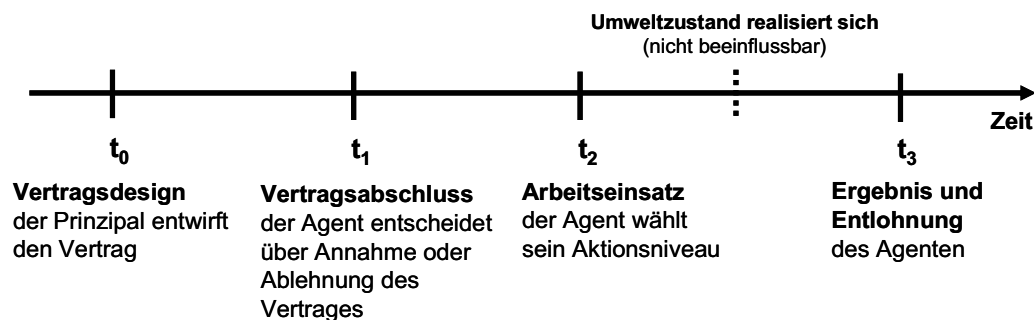 Umweltzustand realisiert sich
(nicht beeinflussbar)
Zeit
t0
t1
t2
t3
Vertragsdesign
der Prinzipal entwirft
den Vertrag
Vertragsabschluss
der Agent entscheidet
über Annahme oder
Ablehnung des
Vertrages
Arbeitseinsatz
der Agent wählt
sein Aktionsniveau
Ergebnis und
Entlohnung
des Agenten